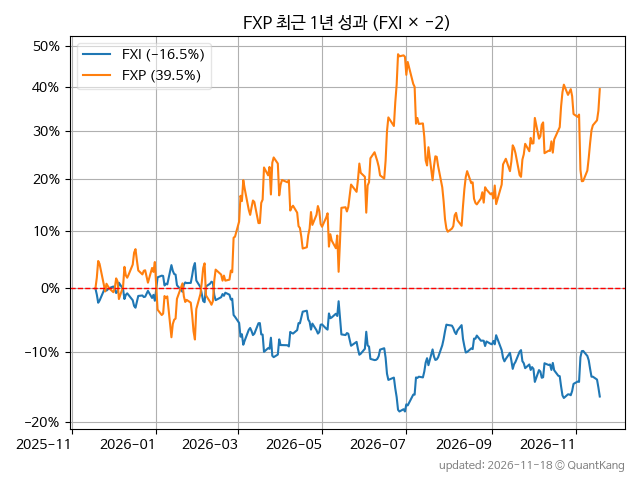 FXP 최근 1년 성과 (FXI × −2)
FXI (−16.5%)
FXP (39.5%)
50%
40%
30%
20%
10%
0%
−10%
−20%
2025−11 2026−01 2026−03 2026−05 2026−07 2026−09 2026−11
updated: 2026−11−18 © QuantKang